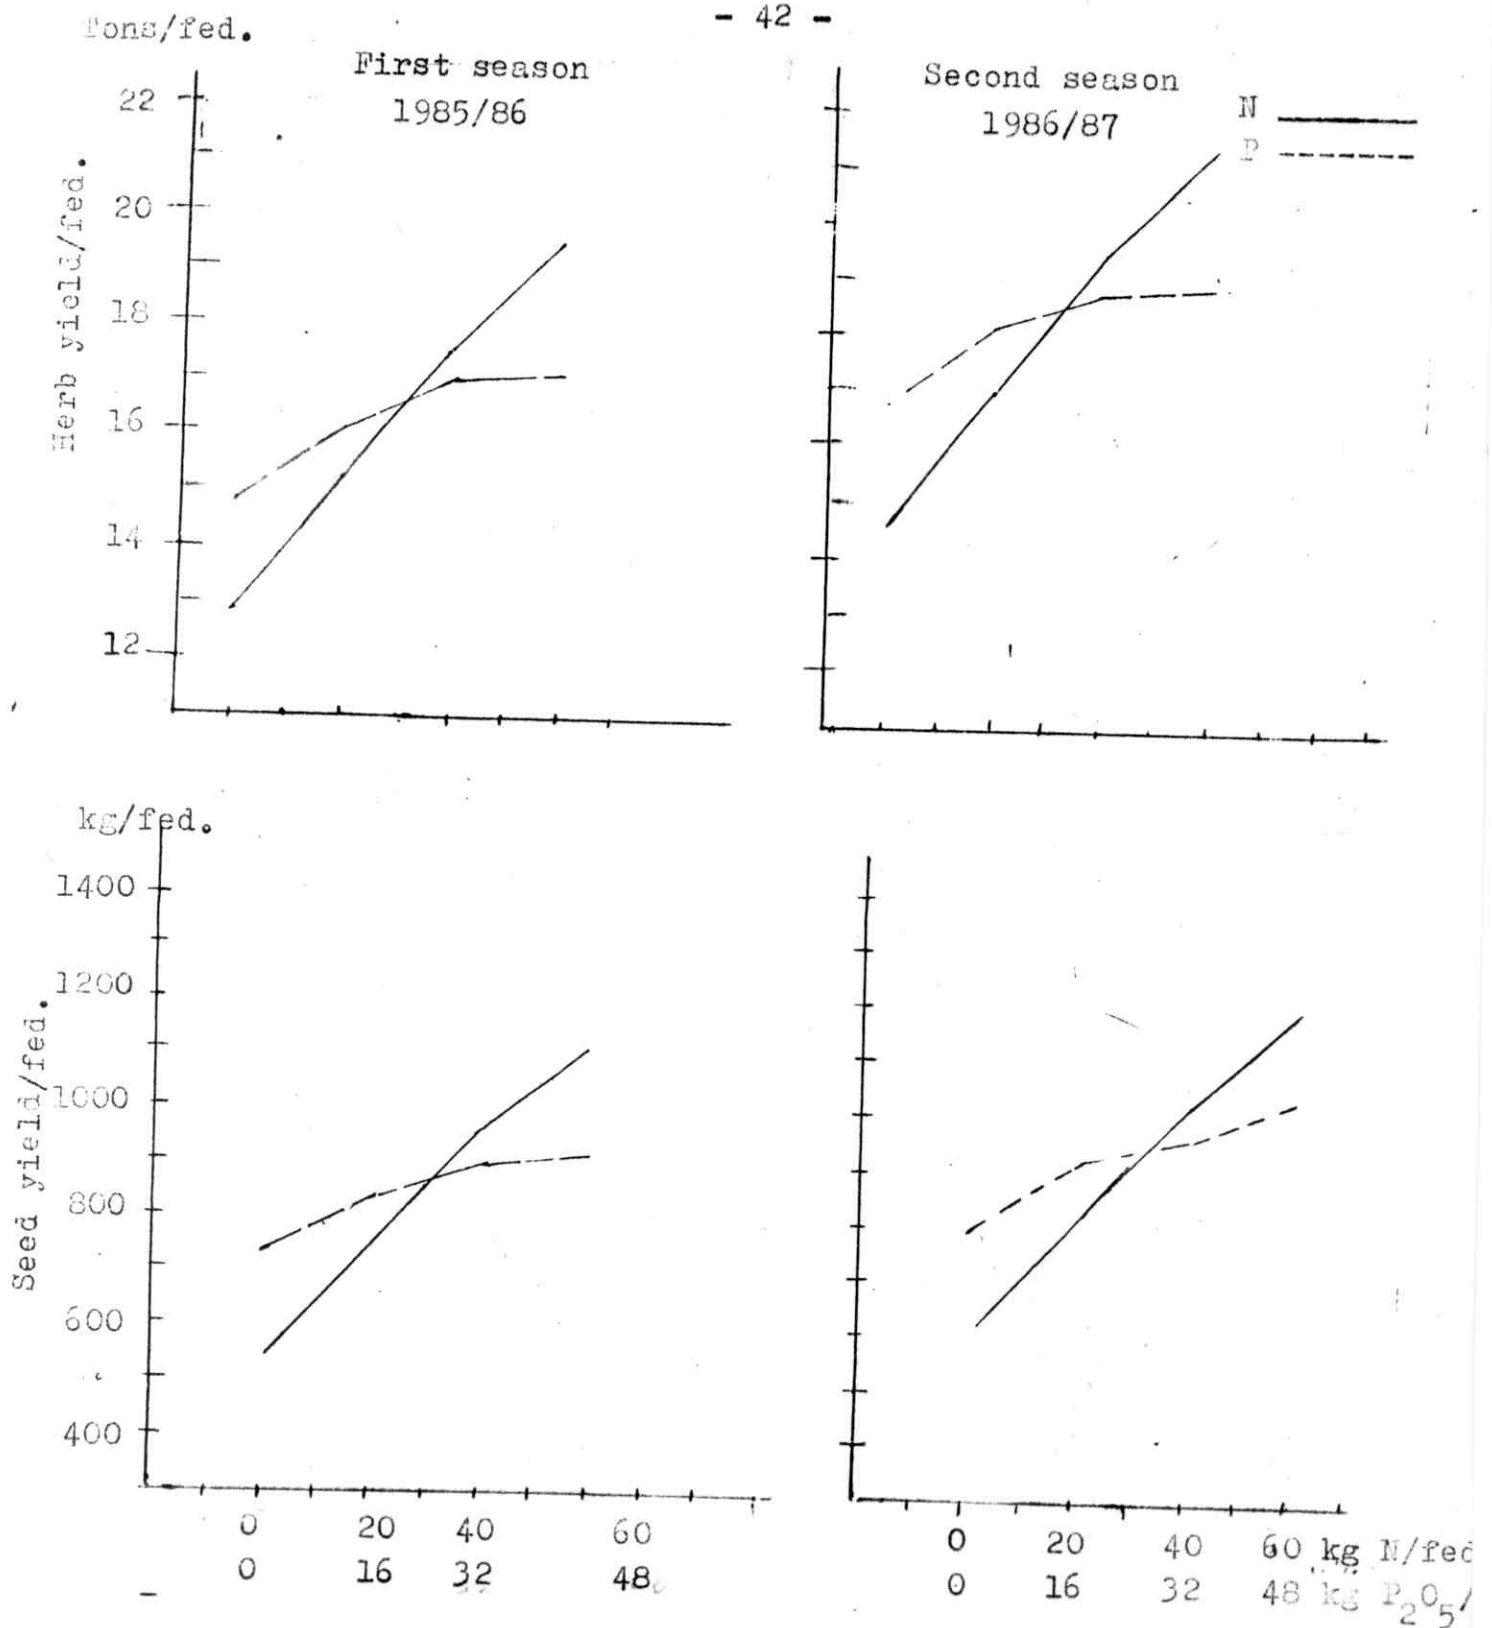 - 42 -
Tons/fed.
First season
1985/86
Second season
1986/87
N
P
Herb yield/fed.
22
20
18
16
14
12
kg/fed.
Seed yield/fed.
1400
1200
1000
800
600
400
0 20 40 60
0 16 32 48
0 20 40 60 kg N/fed
0 16 32 48 kg P2O5/